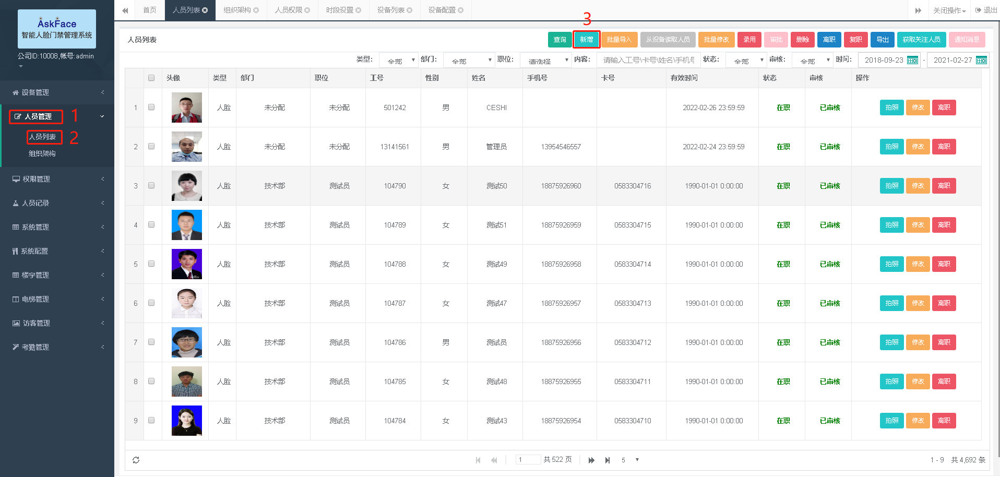 AskFace
智能人脸门禁管理系统
公司ID:10008,帐号:admin
设备管理
人员管理 1
人员列表 2
组织架构
权限管理
人员记录
系统管理
系统配置
楼宇管理
电梯管理
访客管理
考勤管理
首页 人员列表 组织架构 人员权限 时段设置 设备列表 设备配置 关闭操作 退出
3
人员列表 查询 新增 批量导入 从设备读取人员 批量修改 录用 审批 删除 离职 复职 导出 获取关注人员 通知消息
类型: 全部 部门: 全部 职位: 请选择 内容: 请输入工号\卡号\姓名\手机号 状态: 全部 审核: 全部 时间: 2018-09-23 - 2021-02-27
头像 类型 部门 职位 工号 性别 姓名 手机号 卡号 有效时间 状态 审核 操作
1 人脸 未分配 未分配 501242 男 CESHI 2022-02-26 23:59:59 在职 已审核 拍照 修改 离职
2 人脸 未分配 未分配 13141561 男 管理员 13954546557 2022-02-24 23:59:59 在职 已审核 拍照 修改 离职
3 人脸 技术部 测试员 104790 女 测试50 18875926960 0583304716 1990-01-01 0:00:00 在职 已审核 拍照 修改 离职
4 人脸 技术部 测试员 104789 女 测试51 18875926959 0583304715 1990-01-01 0:00:00 在职 已审核 拍照 修改 离职
5 人脸 技术部 测试员 104788 女 测试49 18875926958 0583304714 1990-01-01 0:00:00 在职 已审核 拍照 修改 离职
6 人脸 技术部 测试员 104787 女 测试47 18875926957 0583304713 1990-01-01 0:00:00 在职 已审核 拍照 修改 离职
7 人脸 技术部 测试员 104786 男 测试员 18875926956 0583304712 1990-01-01 0:00:00 在职 已审核 拍照 修改 离职
8 人脸 技术部 测试员 104785 女 测试48 18875926955 0583304711 1990-01-01 0:00:00 在职 已审核 拍照 修改 离职
9 人脸 技术部 测试员 104784 女 测试43 18875926954 0583304710 1990-01-01 0:00:00 在职 已审核 拍照 修改 离职
1 共 522 页 5 1 - 9 共 4,692 条